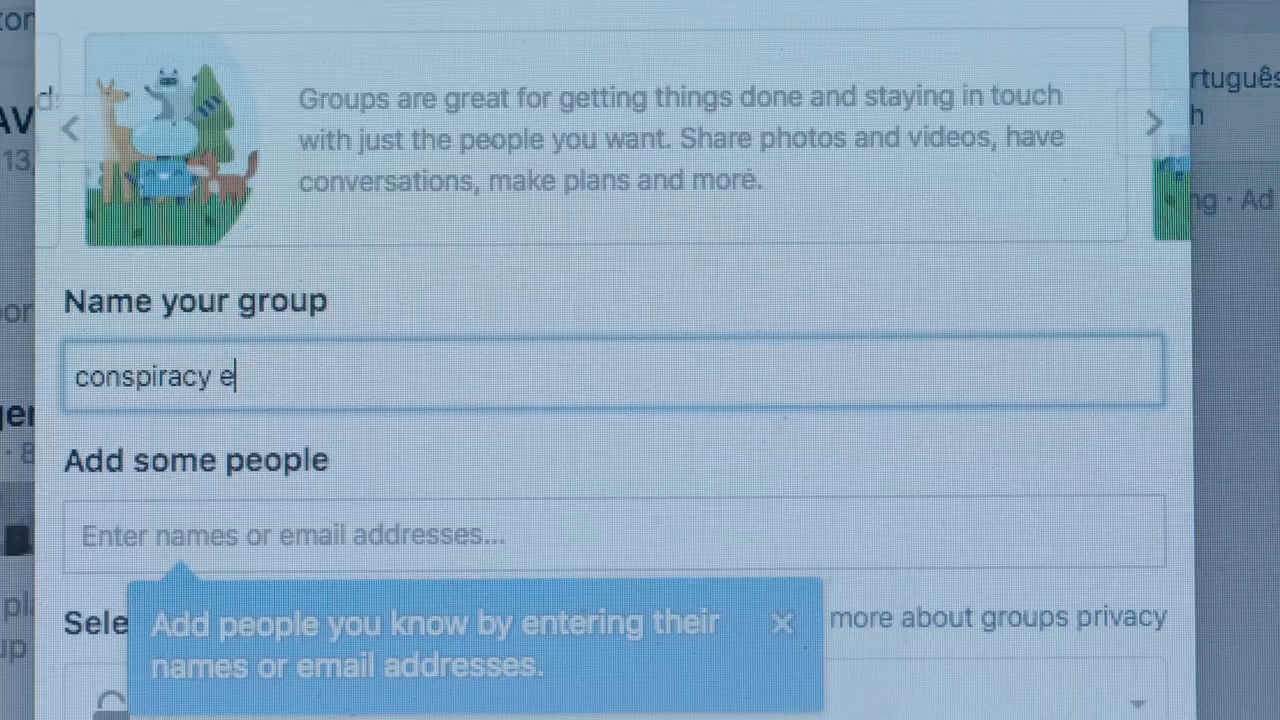 Groups are great for getting things done and staying in touch
with just the people you want. Share photos and videos, have
conversations, make plans and more.
Name your group
conspiracy e
Add some people
Enter names or email addresses...
Add people you know by entering their
names or email addresses.
more about groups privacy
Ad